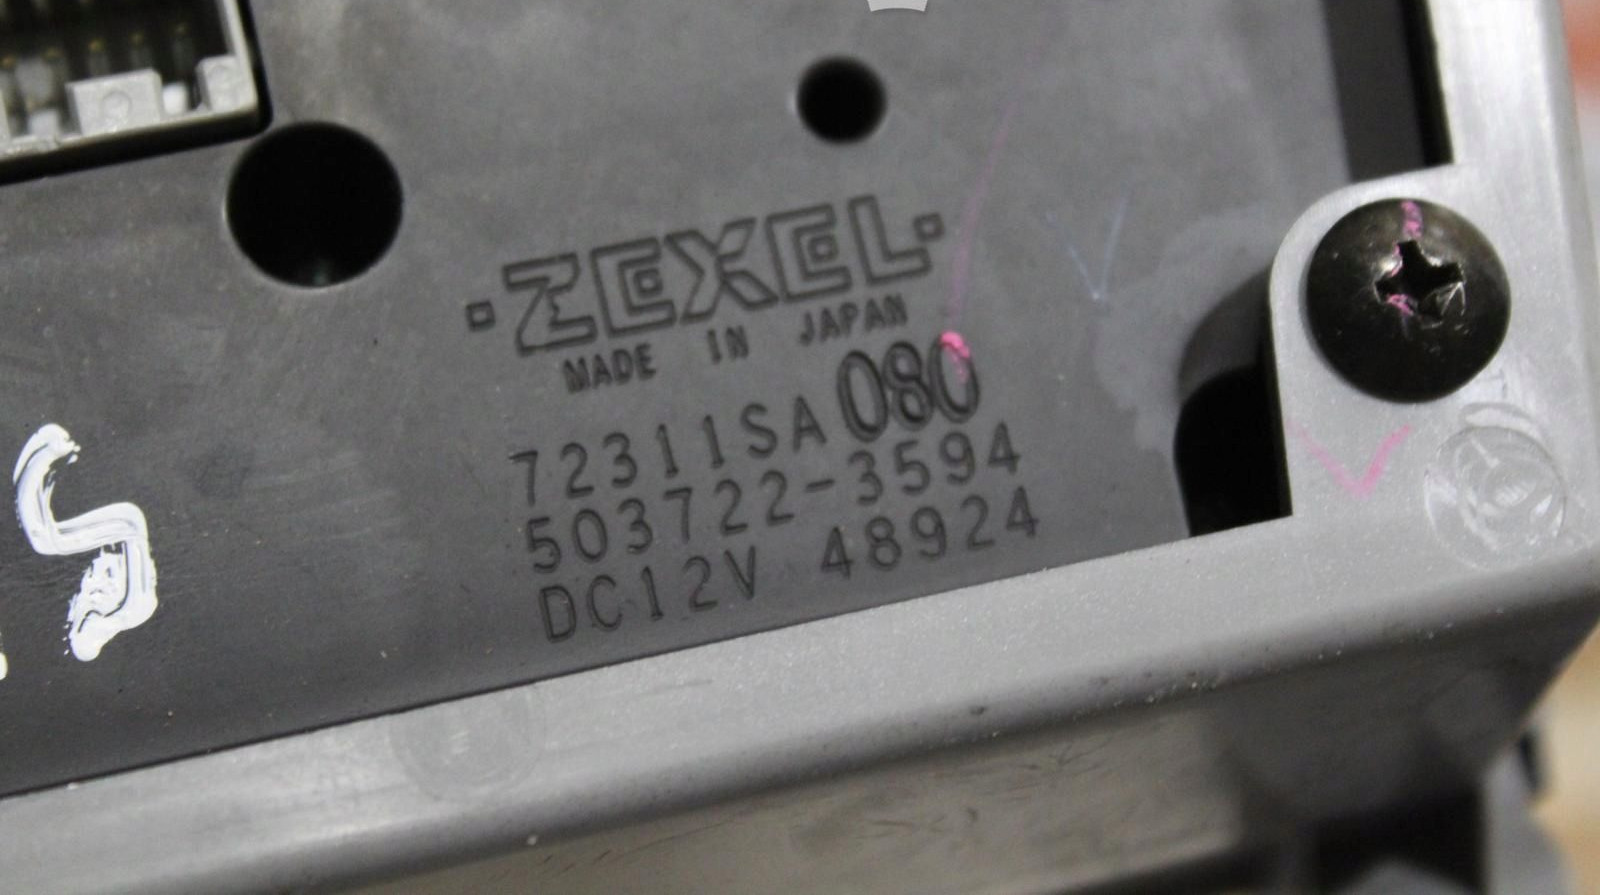 ·ZEXEL·
MADE IN JAPAN
72311SA080
503722-3594
DC12V 48924
S